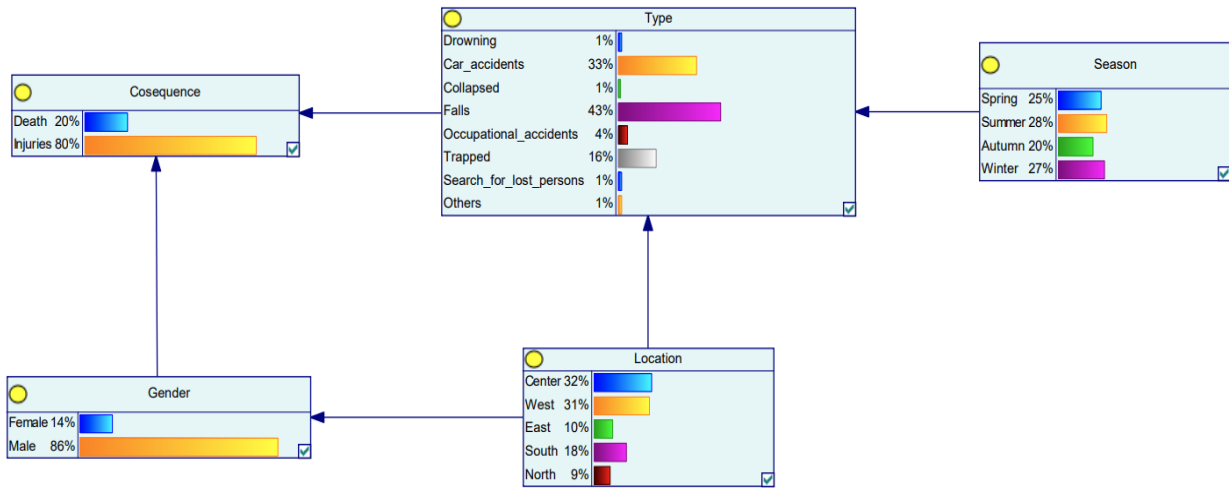 Type
Drowning 1%
Car_accidents 33%
Collapsed 1%
Falls 43%
Occupational_accidents 4%
Trapped 16%
Search_for_lost_persons 1%
Others 1%
Season
Spring 25%
Summer 28%
Autumn 20%
Winter 27%
Cosequence
Death 20%
Injuries 80%
Location
Center 32%
West 31%
East 10%
South 18%
North 9%
Gender
Female 14%
Male 86%